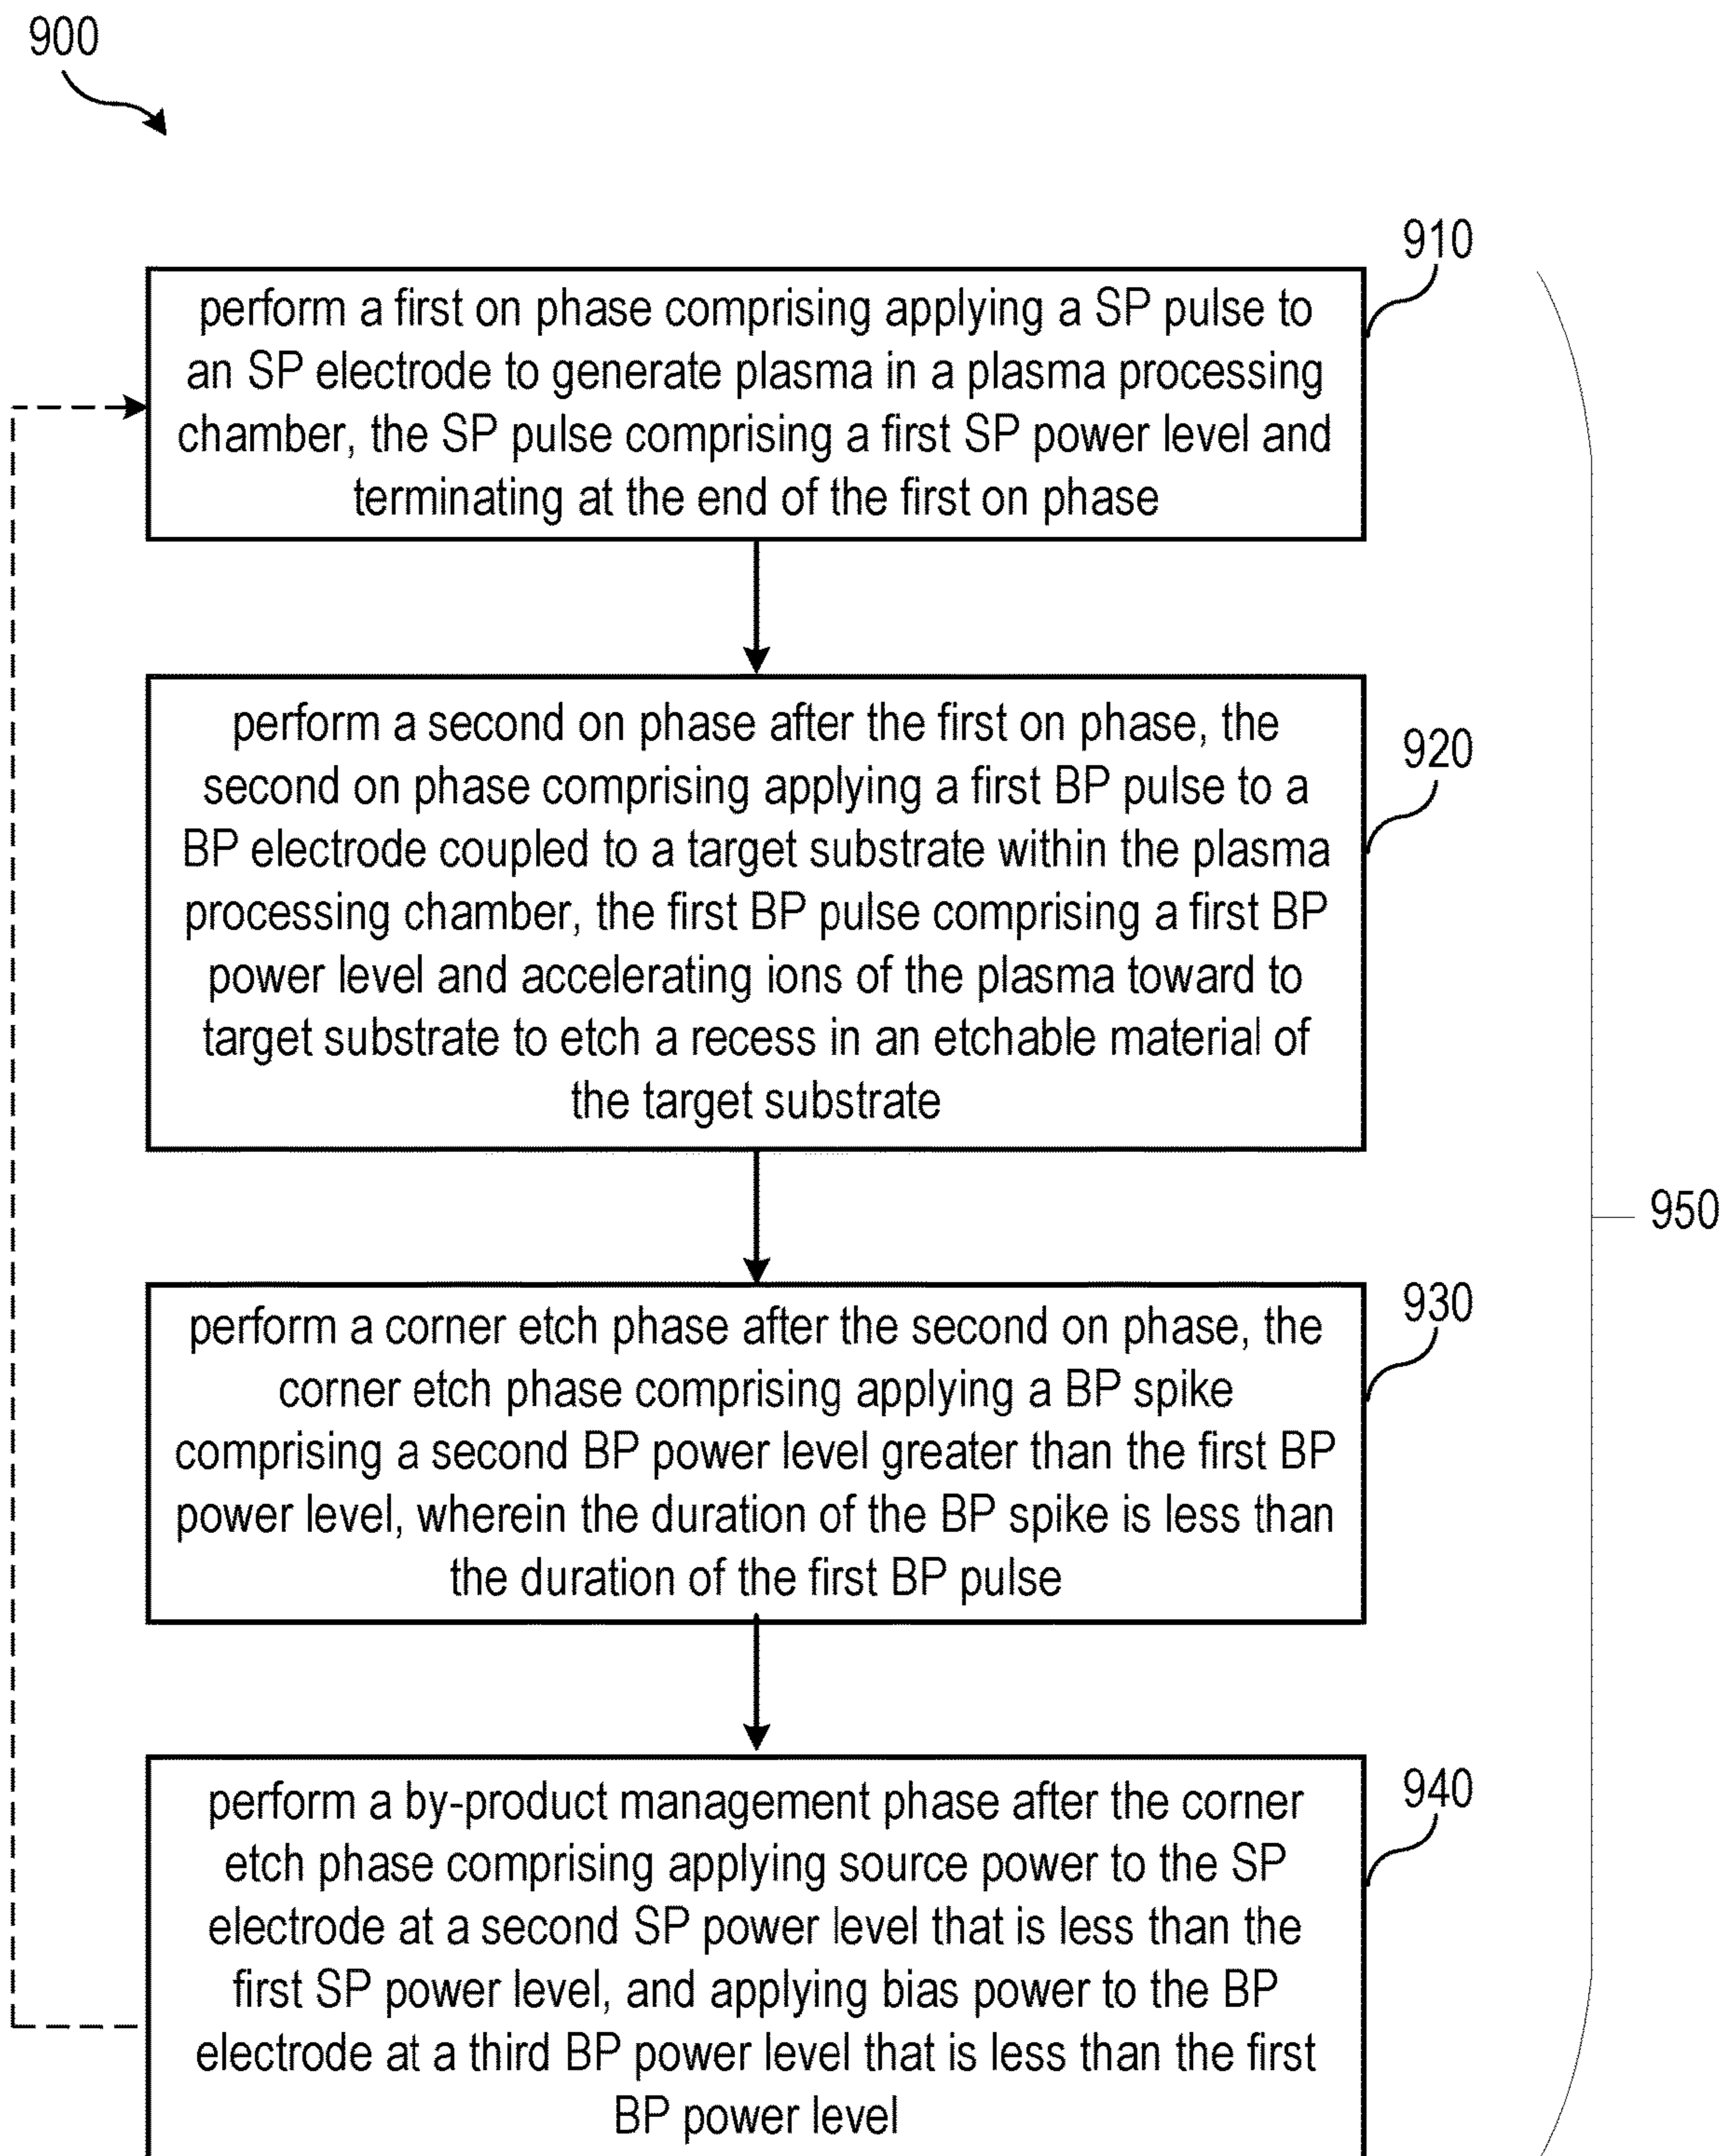 900
910
perform a first on phase comprising applying a SP pulse to
an SP electrode to generate plasma in a plasma processing
chamber, the SP pulse comprising a first SP power level and
terminating at the end of the first on phase
920
perform a second on phase after the first on phase, the
second on phase comprising applying a first BP pulse to a
BP electrode coupled to a target substrate within the plasma
processing chamber, the first BP pulse comprising a first BP
power level and accelerating ions of the plasma toward to
target substrate to etch a recess in an etchable material of
the target substrate
950
930
perform a corner etch phase after the second on phase, the
corner etch phase comprising applying a BP spike
comprising a second BP power level greater than the first BP
power level, wherein the duration of the BP spike is less than
the duration of the first BP pulse
940
perform a by-product management phase after the corner
etch phase comprising applying source power to the SP
electrode at a second SP power level that is less than the
first SP power level, and applying bias power to the BP
electrode at a third BP power level that is less than the first
BP power level